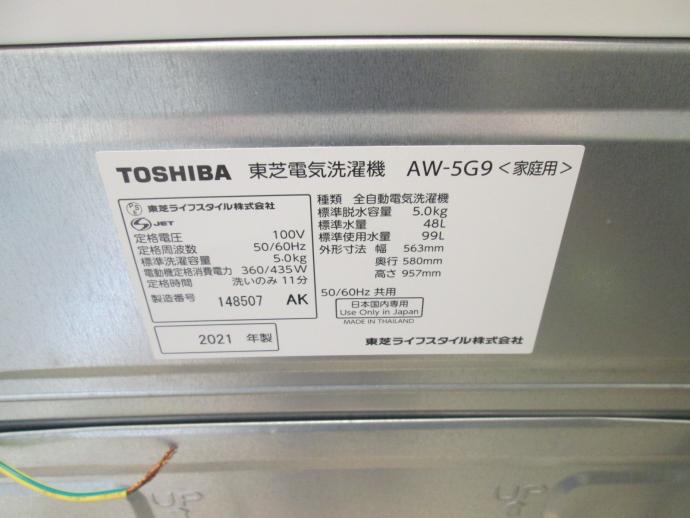 TOSHIBA 東芝電気洗濯機 AW-5G9<家庭用>
PS E 東芝ライフスタイル株式会社
S JET
定格電圧 100V
定格周波数 50/60Hz
標準洗濯容量 5.0kg
電動機定格消費電力 360/435W
定格時間 洗いのみ 11分
製造番号 148507 AK
2021 年製
種類 全自動電気洗濯機
標準脱水容量 5.0kg
標準水量 48L
標準使用水量 99L
外形寸法 幅 563mm
奥行 580mm
高さ 957mm
50/60Hz 共用
日本国内専用
Use Only in Japan
MADE IN THAILAND
東芝ライフスタイル株式会社
UP
UP